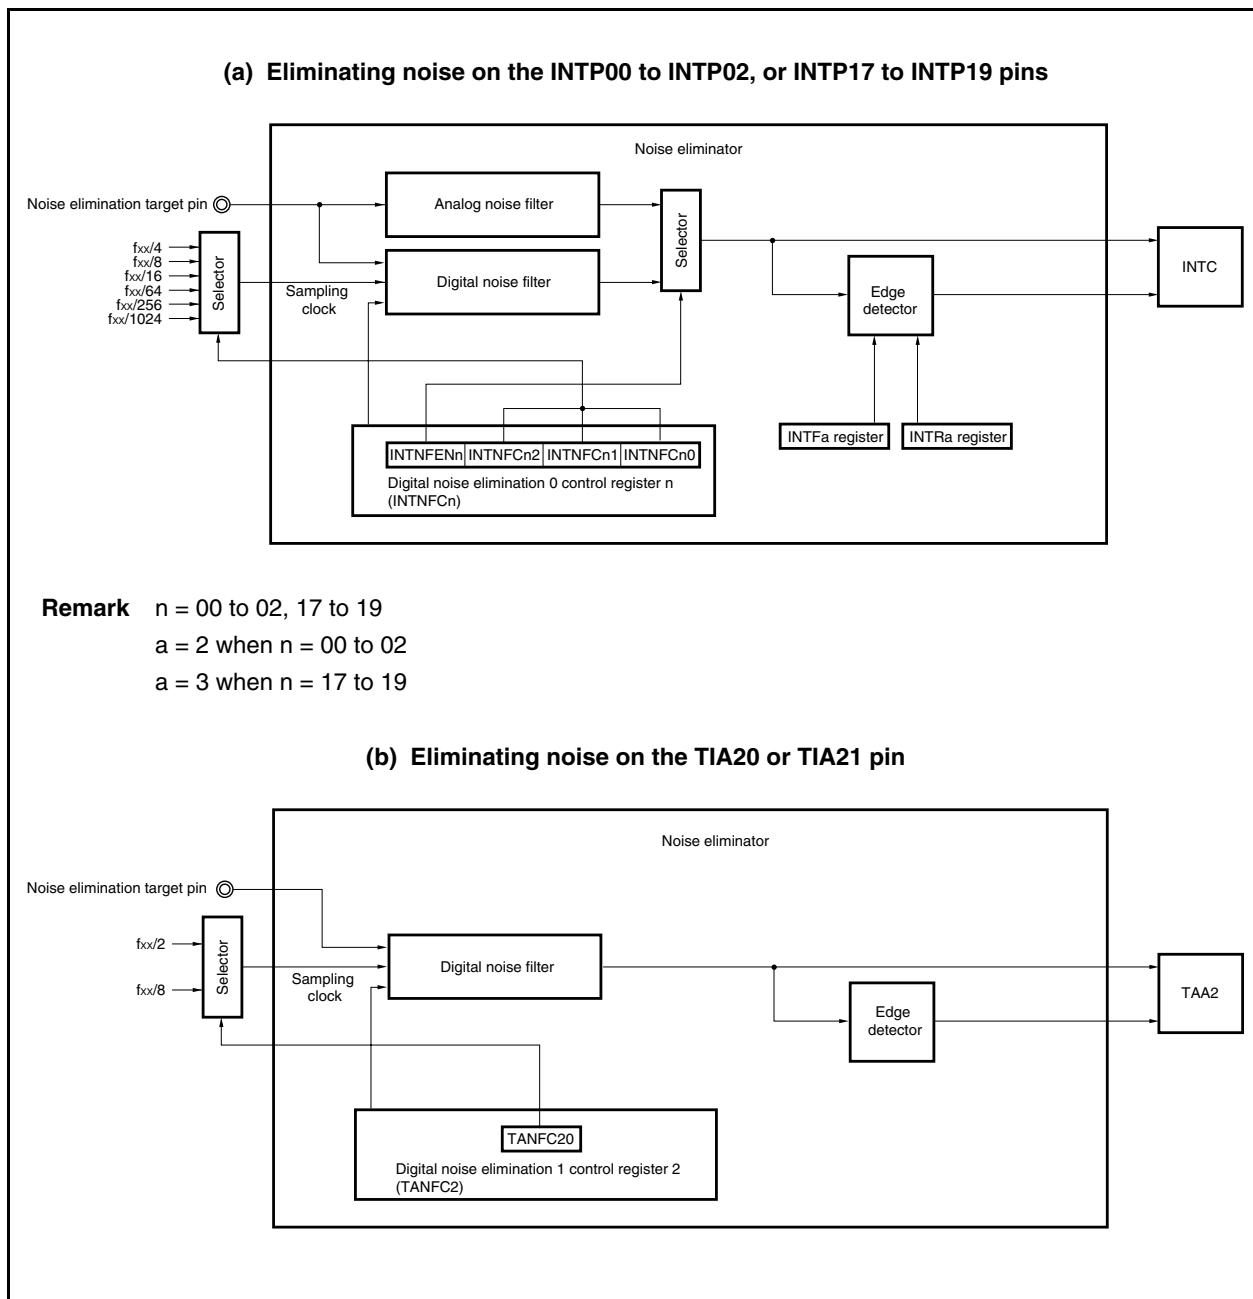 (a) Eliminating noise on the INTP00 to INTP02, or INTP17 to INTP19 pins
Noise eliminator
Noise elimination target pin
Analog noise filter
Selector
fxx/4
fxx/8
fxx/16
fxx/64
fxx/256
fxx/1024
Selector
Sampling
clock
Digital noise filter
Edge
detector
INTC
INTFa register
INTRa register
INTNFENn INTNFCn2 INTNFCn1 INTNFCn0
Digital noise elimination 0 control register n
(INTNFCn)
Remark n = 00 to 02, 17 to 19
a = 2 when n = 00 to 02
a = 3 when n = 17 to 19
(b) Eliminating noise on the TIA20 or TIA21 pin
Noise eliminator
Noise elimination target pin
fxx/2
fxx/8
Selector
Sampling
clock
Digital noise filter
Edge
detector
TAA2
TANFC20
Digital noise elimination 1 control register 2
(TANFC2)